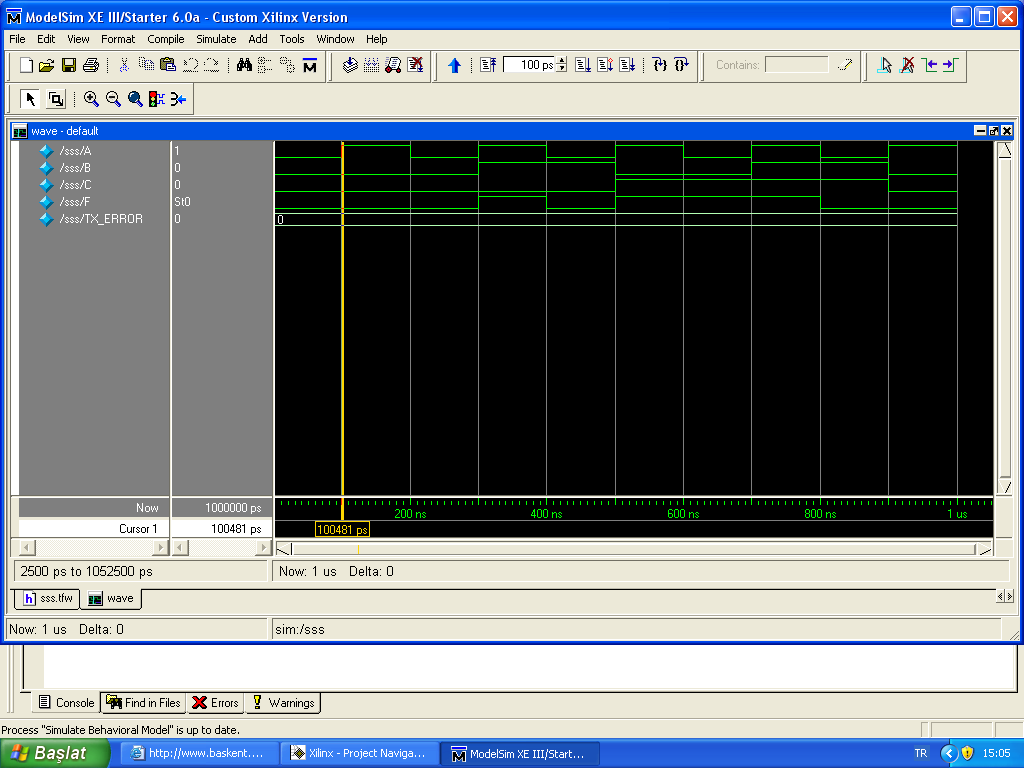 ModelSim XE III/Starter 6.0a - Custom Xilinx Version
File Edit View Format Compile Simulate Add Tools Window Help
100 ps
Contains:
wave - default
/sss/A 1
/sss/B 0
/sss/C 0
/sss/F St0
/sss/TX_ERROR 0 0
Now 1000000 ps 200 ns 400 ns 600 ns 800 ns 1 us
Cursor 1 100481 ps 100481 ps
2500 ps to 1052500 ps Now: 1 us Delta: 0
sss.tfw wave
Now: 1 us Delta: 0 sim:/sss
Console Find in Files Errors Warnings
Process "Simulate Behavioral Model" is up to date.
Başlat http://www.baskent.... Xilinx - Project Naviga... ModelSim XE III/Start... TR 15:05